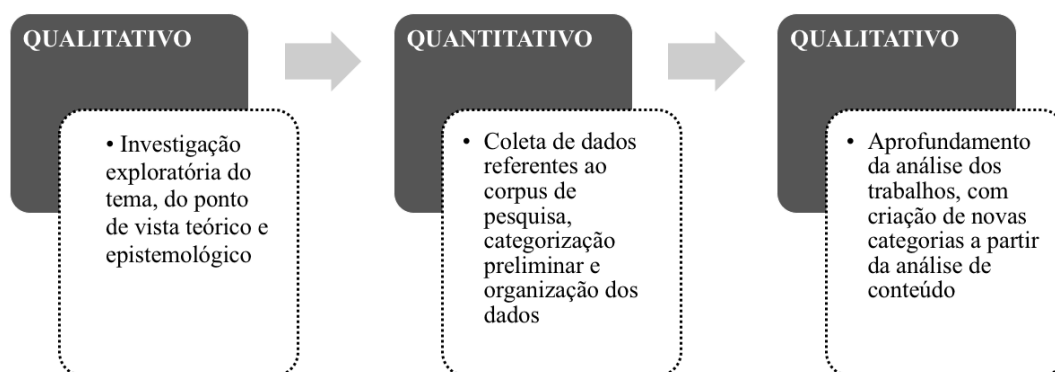 QUALITATIVO
• Investigação
exploratória do
tema, do ponto
de vista teórico e
epistemológico
QUANTITATIVO
• Coleta de dados
referentes ao
corpus de
pesquisa,
categorização
preliminar e
organização dos
dados
QUALITATIVO
• Aprofundamento
da análise dos
trabalhos, com
criação de novas
categorias a partir
da análise de
conteúdo